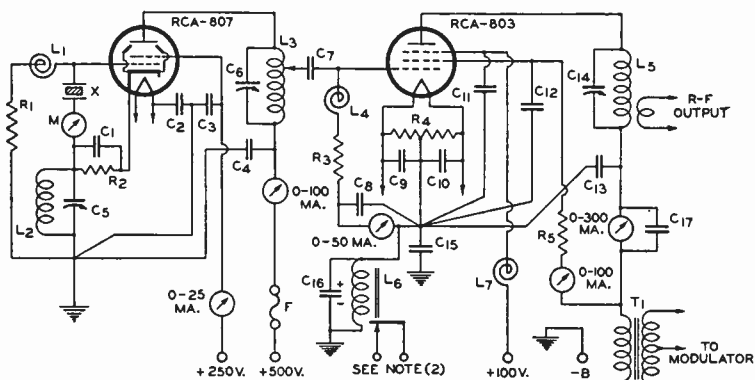 RCA-807
RCA-803
L1
L3
C7
C6
X
M
R1
C1
R2
C2
C3
C4
C5
L2
0-25
MA.
+250V.
0-100
MA.
F
+500V.
L4
R3
C8
0-50 MA.
R4
C9
C10
C11
C12
C15
C16
+
-
L6
SEE NOTE(2)
L7
+100V.
R5
0-100
MA.
-B
C14
L5
R-F
OUTPUT
C13
0-300
MA.
C17
T1
TO
MODULATOR